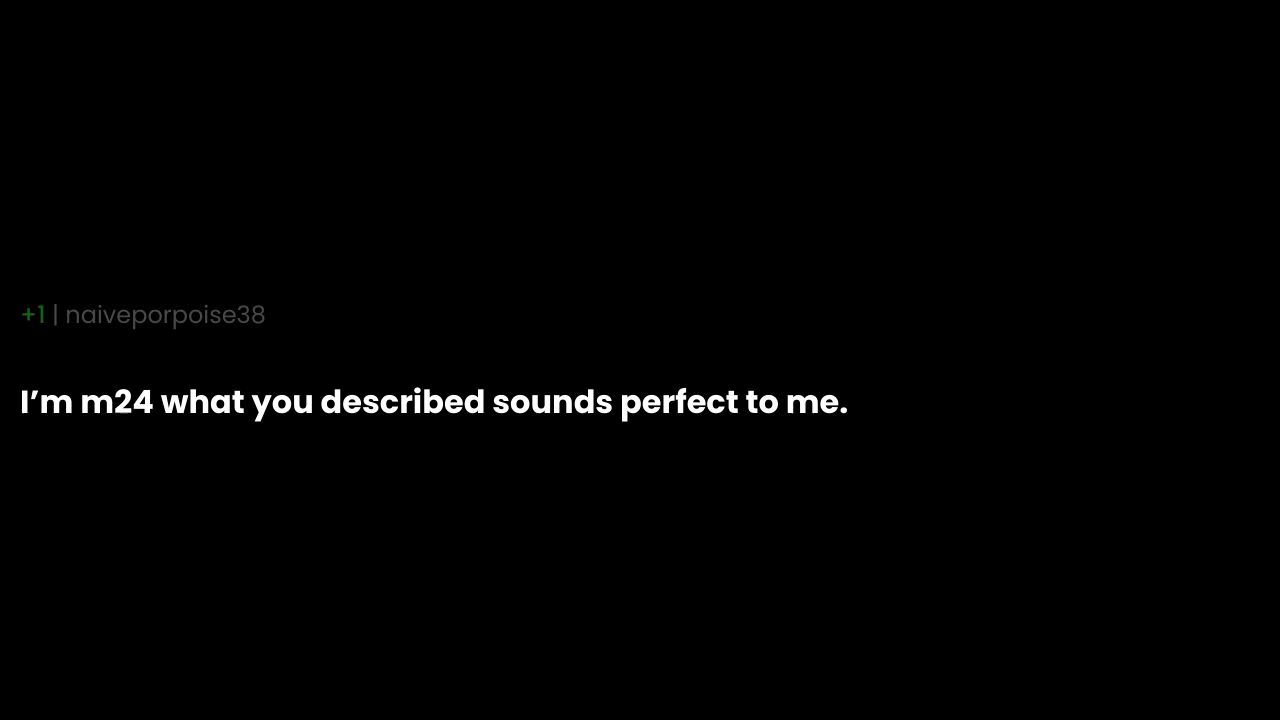 +1 | naiveporpoise38
I’m m24 what you described sounds perfect to me.